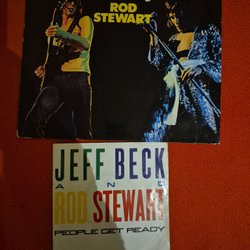 ROD
STEWART
JEFF BECK
AND
ROD STEWART
PEOPLE GET READY